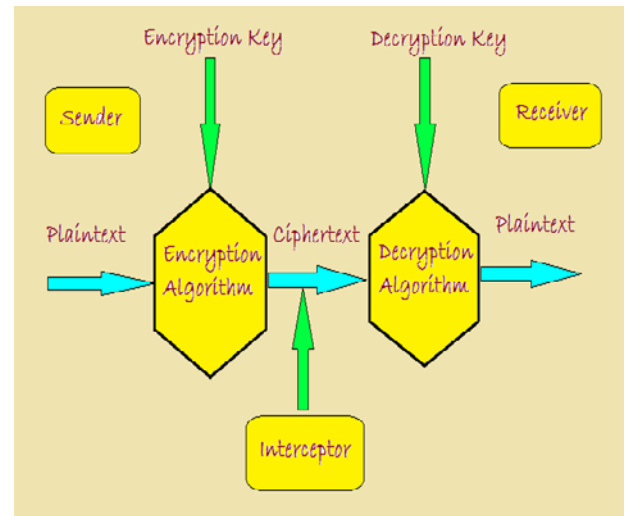 Encryption Key
Decryption Key
Sender
Receiver
Plaintext
Encryption
Algorithm
Ciphertext
Decryption
Algorithm
Plaintext
Interceptor